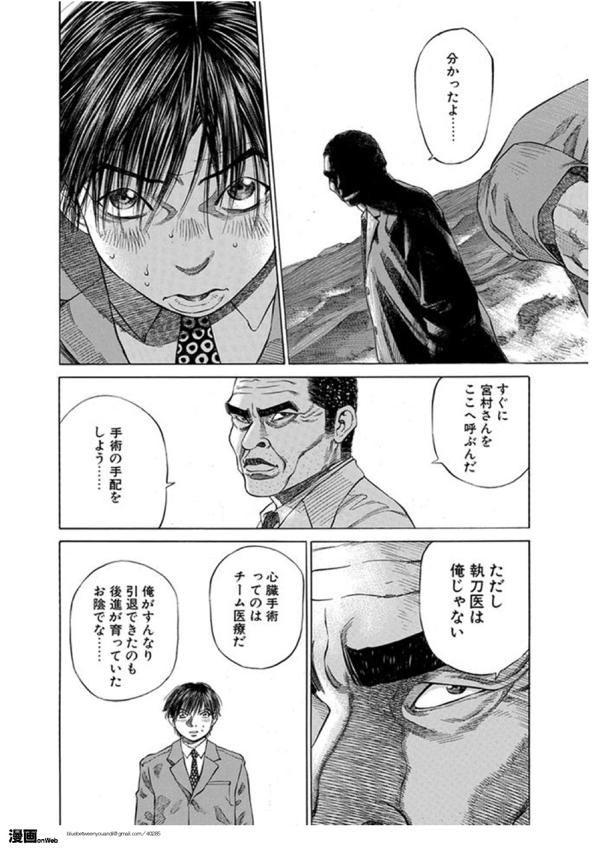 分かったよ……
すぐに
宮村さんを
ここへ呼ぶんだ
手術の手配を
しよう……
ただし
執刀医は
俺じゃない
心臓手術
ってのは
チーム医療だ
俺がすんなり
引退できたのも
後進が育っていた
お陰でな……
漫画onWeb
bluebetweenyouandi@gmail.com/40285